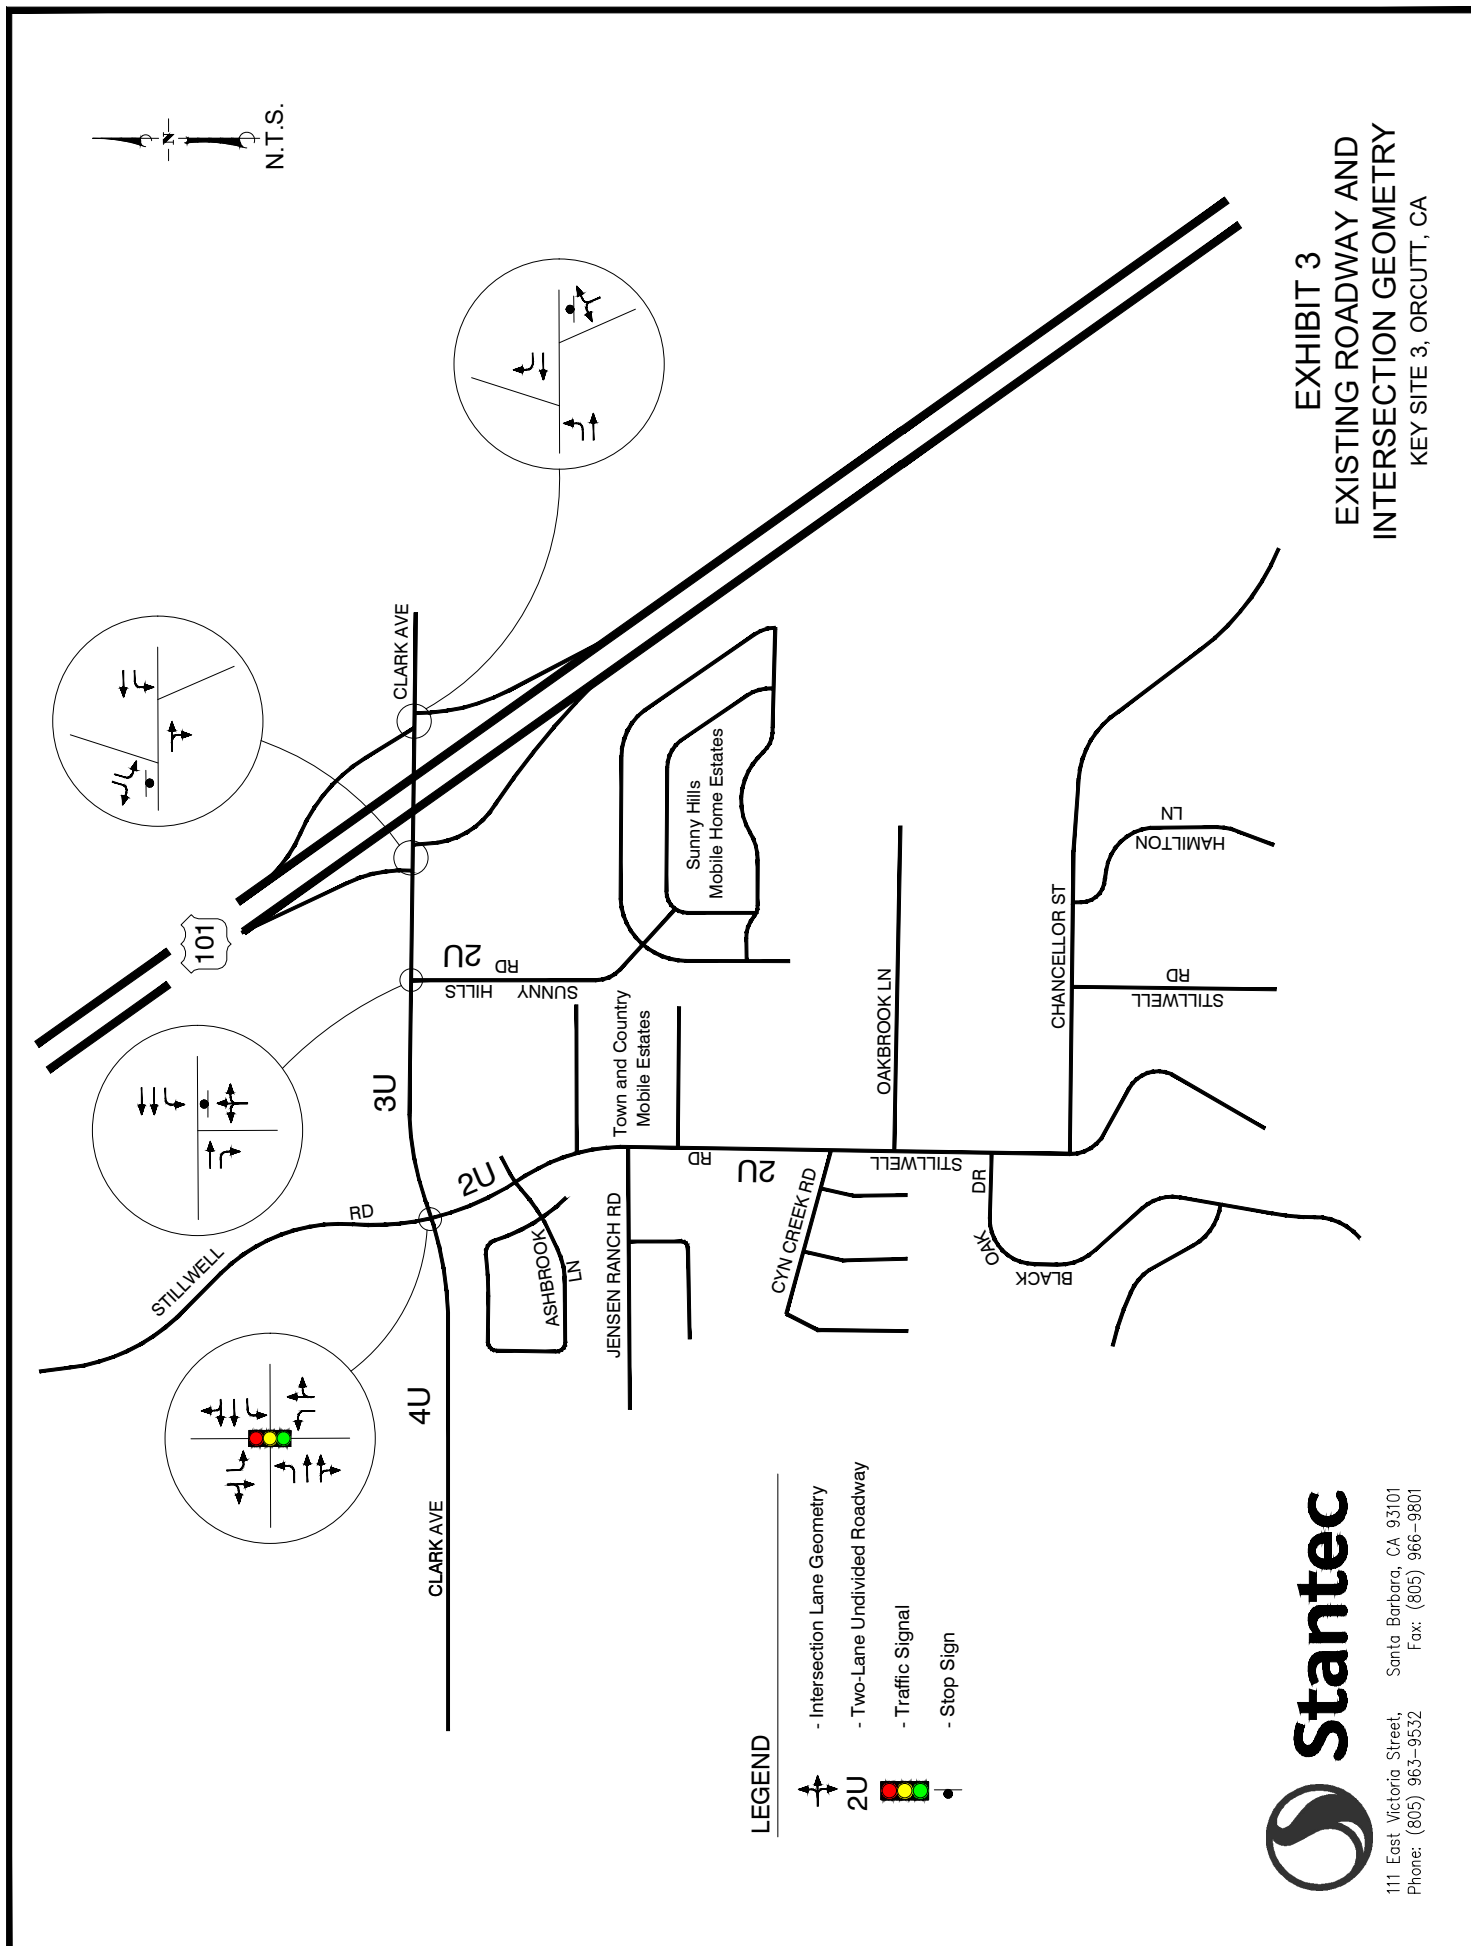 N
N.T.S.
101
CLARK AVE
CLARK AVE
STILLWELL
RD
4U
3U
2U
2U
2U
SUNNY HILLS
RD
Sunny Hills
Mobile Home Estates
Town and Country
Mobile Estates
ASHBROOK
LN
JENSEN RANCH RD
CYN CREEK RD
STILLWELL
RD
OAKBROOK LN
BLACK
OAK
DR
CHANCELLOR ST
STILLWELL
RD
HAMILTON
LN
LEGEND
- Intersection Lane Geometry
2U - Two-Lane Undivided Roadway
- Traffic Signal
- Stop Sign
Stantec
111 East Victoria Street, Santa Barbara, CA 93101
Phone: (805) 963-9532 Fax: (805) 966-9801
EXHIBIT 3
EXISTING ROADWAY AND
INTERSECTION GEOMETRY
KEY SITE 3, ORCUTT, CA